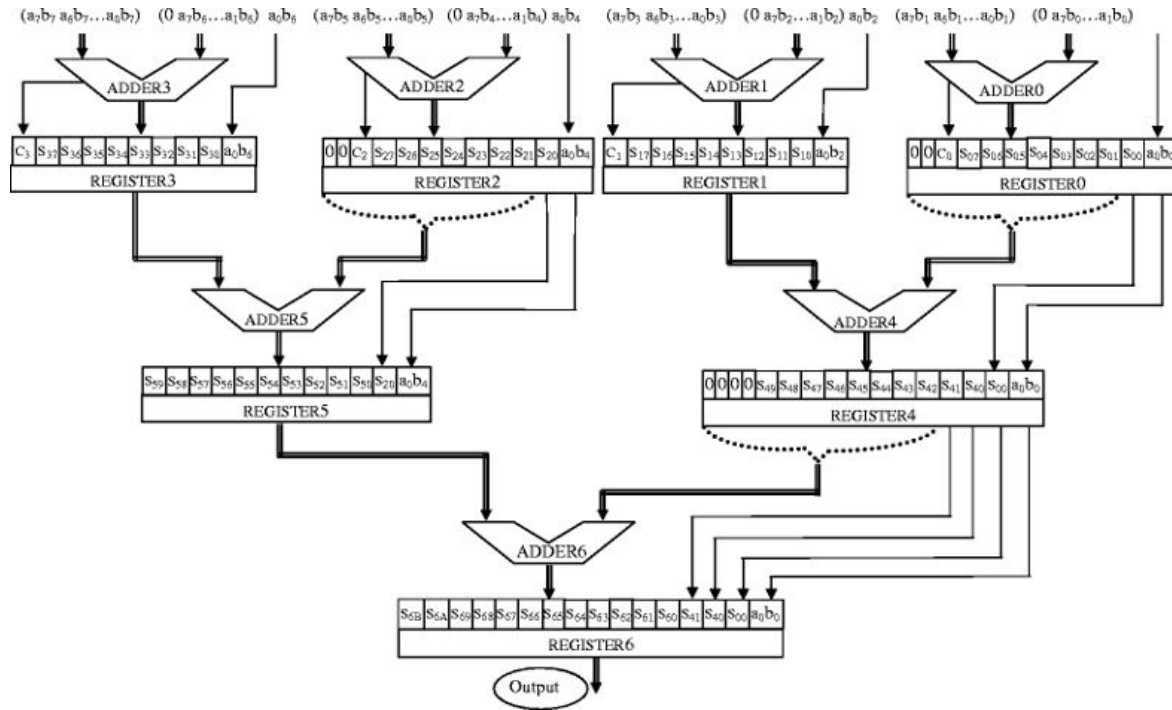 (a₇b₇ a₆b₇...a₀b₇) (0 a₇b₆...a₁b₆) a₀b₆ (a₇b₅ a₆b₅...a₀b₅) (0 a₇b₄...a₁b₄) a₀b₄ (a₇b₃ a₆b₃...a₀b₃) (0 a₇b₂...a₁b₂) a₀b₂ (a₇b₁ a₆b₁...a₀b₁) (0 a₇b₀...a₁b₀)
ADDER3 ADDER2 ADDER1 ADDER0
C₃ S₃₇ S₃₆ S₃₅ S₃₄ S₃₃ S₃₂ S₃₁ S₃₀ a₀b₆ 0 0 C₂ S₂₇ S₂₆ S₂₅ S₂₄ S₂₃ S₂₂ S₂₁ S₂₀ a₀b₄ C₁ S₁₇ S₁₆ S₁₅ S₁₄ S₁₃ S₁₂ S₁₁ S₁₀ a₀b₂ 0 0 C₀ S₀₇ S₀₆ S₀₅ S₀₄ S₀₃ S₀₂ S₀₁ S₀₀
REGISTER3 REGISTER2 REGISTER1 REGISTER0
ADDER5 ADDER4
S₅₉ S₅₈ S₅₇ S₅₆ S₅₅ S₅₄ S₅₃ S₅₂ S₅₁ S₅₀ S₂₀ a₀b₄ 0 0 0 0 S₄₉ S₄₈ S₄₇ S₄₆ S₄₅ S₄₄ S₄₃ S₄₂ S₄₁ S₄₀ S₀₀ a₀b₀
REGISTER5 REGISTER4
ADDER6
S₆B S₆A S₆₉ S₆₈ S₆₇ S₆₆ S₆₅ S₆₄ S₆₃ S₆₂ S₆₁ S₆₀ S₄₁ S₄₀ S₀₀ a₀b₀
REGISTER6
Output